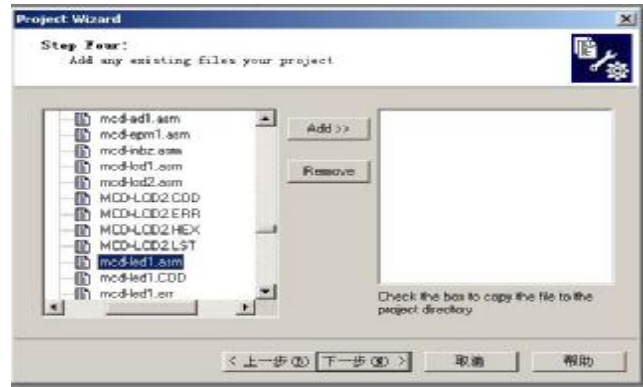 Project Wizard
Step Four:
Add any existing files your project
mcd-ad1.asm
mcd-epm1.asm
mcd-inbz.asm
mcd-lcd1.asm
mcd-lcd2.asm
MCD-LCD2.COD
MCD-LCD2.ERR
MCD-LCD2.HEX
MCD-LCD2.LST
mcd-led1.asm
mcd-led1.COD
mcd-led1.err
Add >>
Remove
Check the box to copy the file to the
project directory
< 上一步(B)
下一步(N) >
取消
帮助